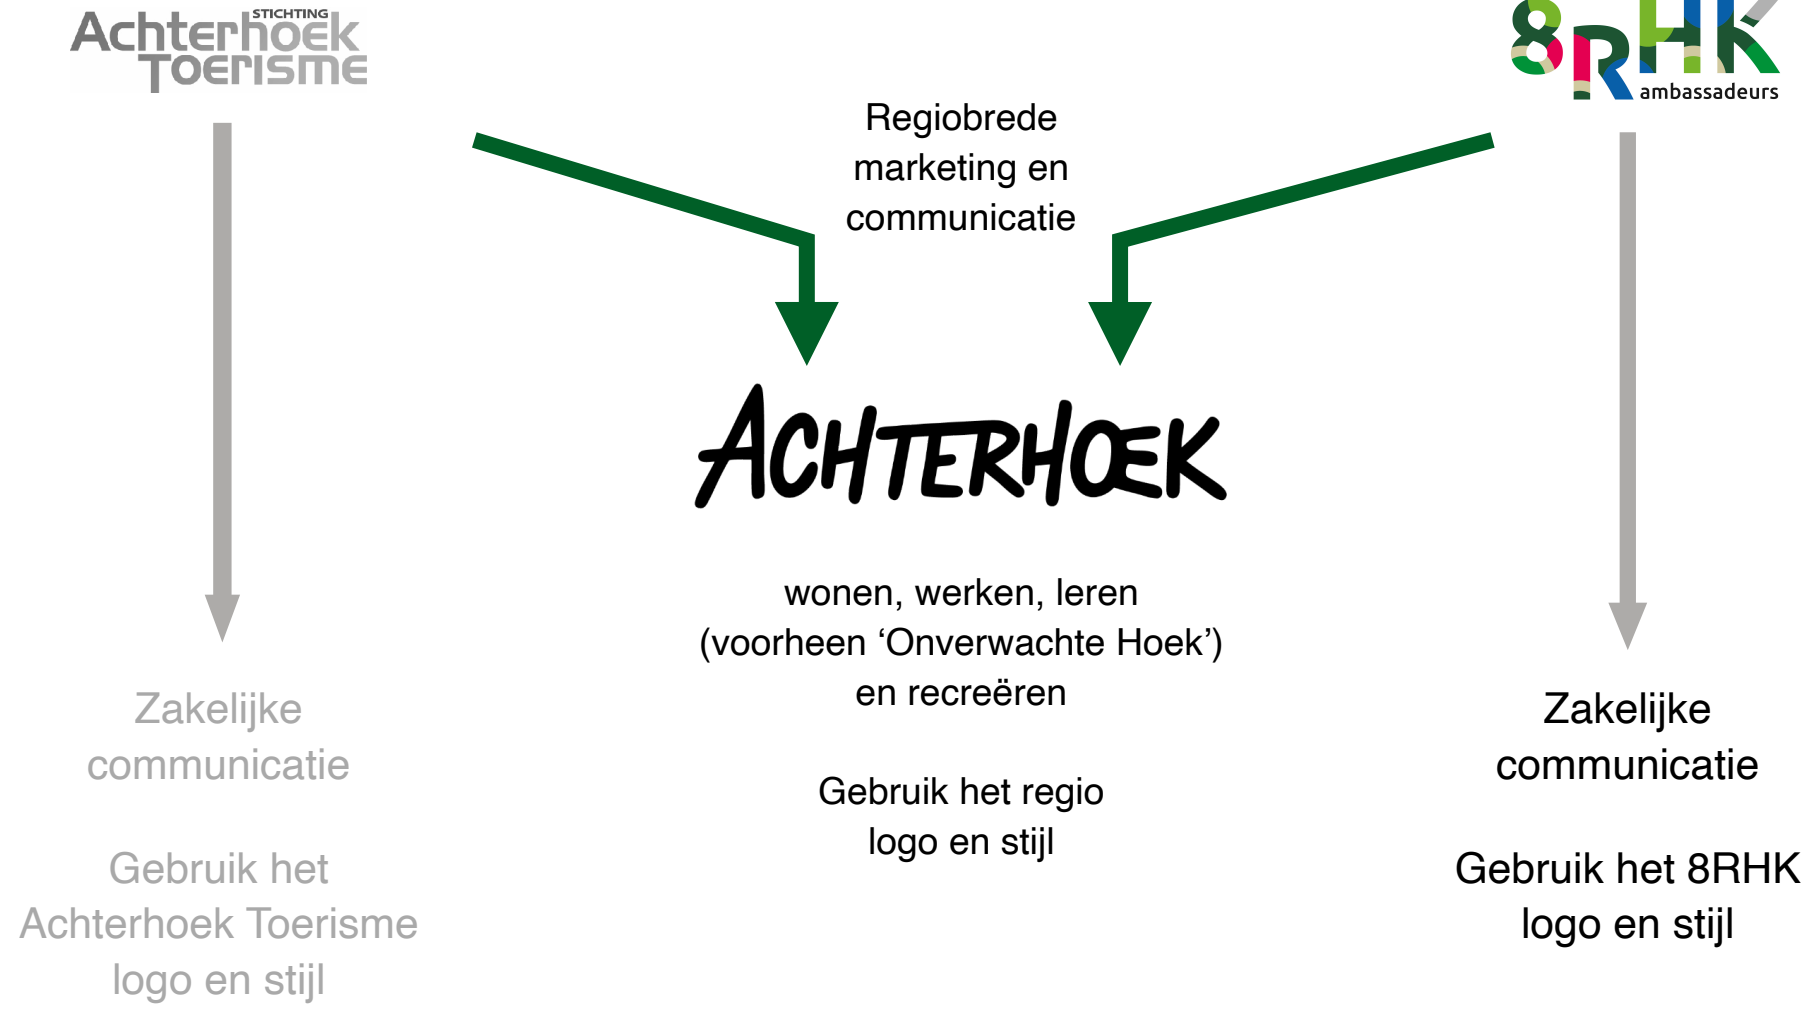 STICHTING
Achterhoek
Toerisme
8RHK
ambassadeurs
Regiobrede
marketing en
communicatie
ACHTERHOEK
wonen, werken, leren
(voorheen ‘Onverwachte Hoek’)
en recreëren
Gebruik het regio
logo en stijl
Zakelijke
communicatie
Gebruik het
Achterhoek Toerisme
logo en stijl
Zakelijke
communicatie
Gebruik het 8RHK
logo en stijl